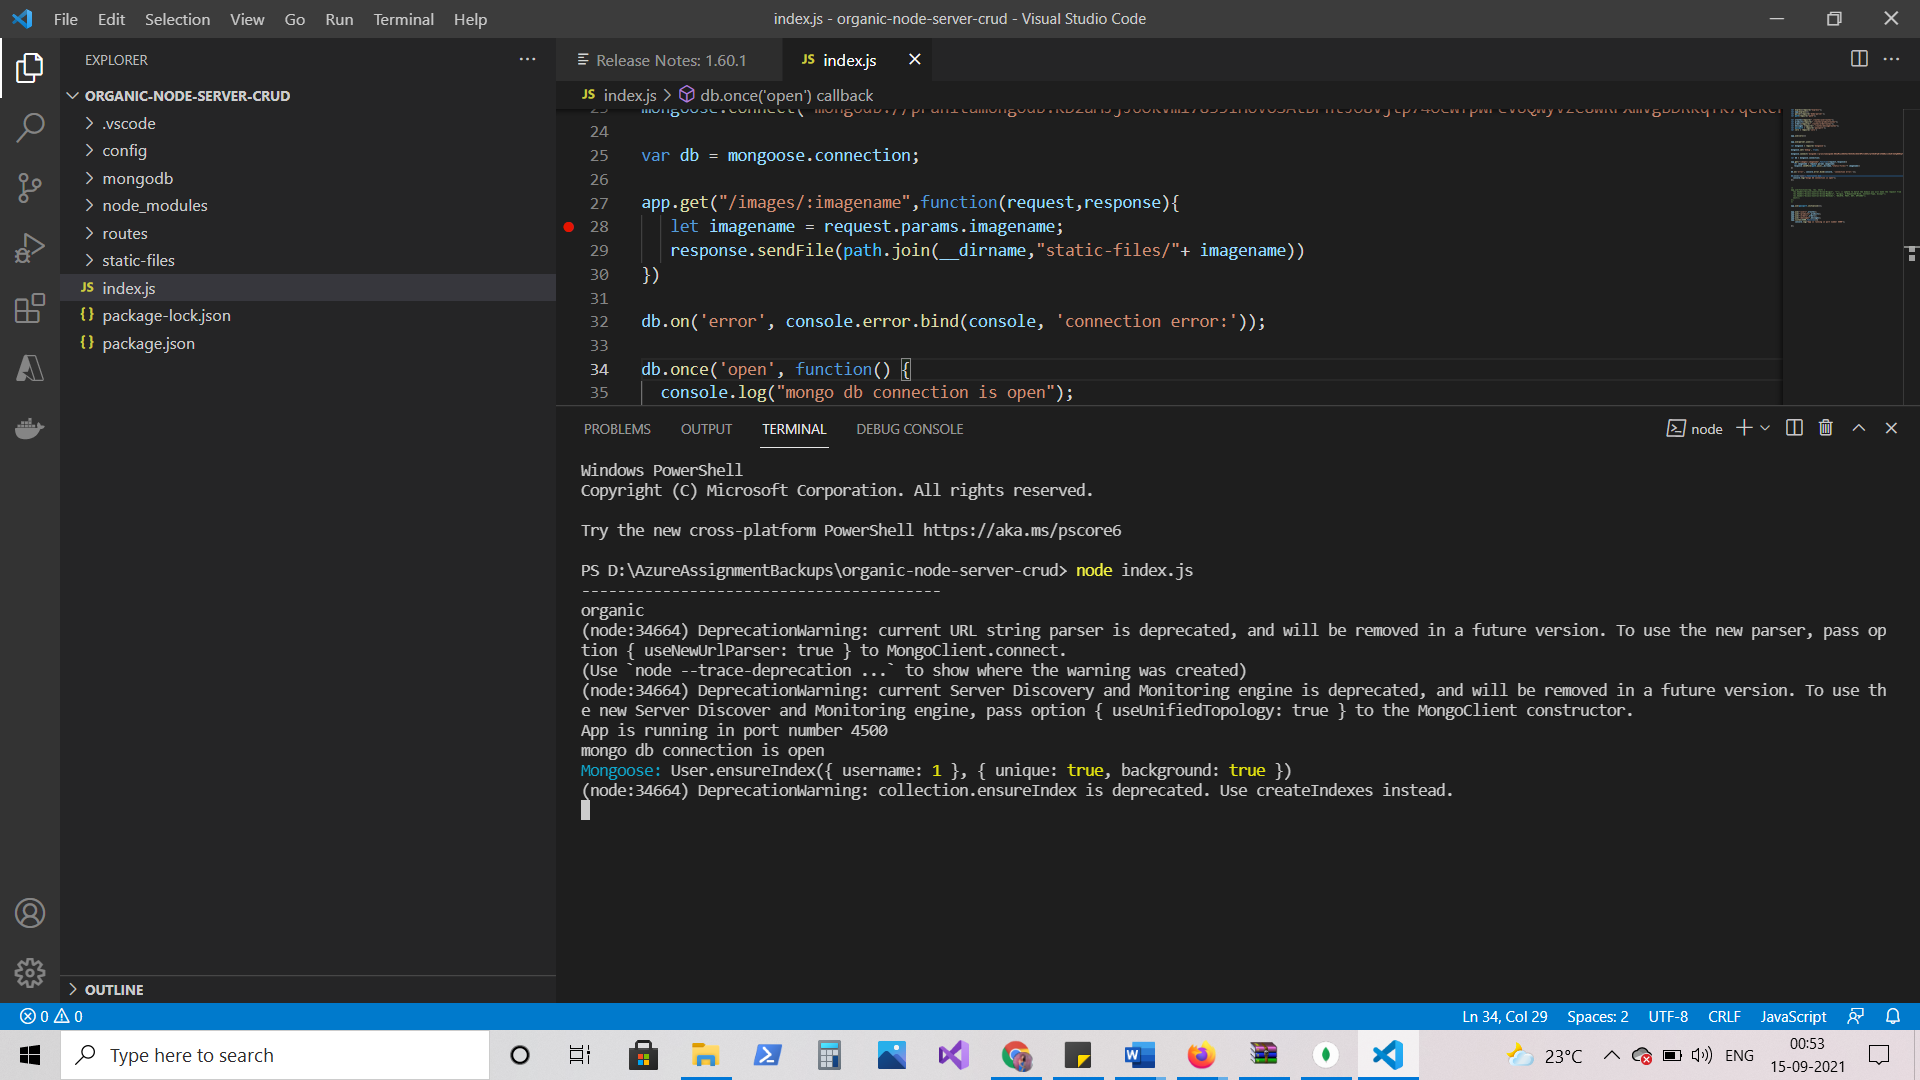 File Edit Selection View Go Run Terminal Help
index.js - organic-node-server-crud - Visual Studio Code
EXPLORER
ORGANIC-NODE-SERVER-CRUD
.vscode
config
mongodb
node_modules
routes
static-files
JS index.js
{} package-lock.json
{} package.json
OUTLINE
Release Notes: 1.60.1
JS index.js
JS index.js > db.once('open') callback
24
25 var db = mongoose.connection;
26
27 app.get("/images/:imagename",function(request,response){
28 let imagename = request.params.imagename;
29 response.sendFile(path.join(__dirname,"static-files/"+ imagename))
30 })
31
32 db.on('error', console.error.bind(console, 'connection error:'));
33
34 db.once('open', function() {
35 console.log("mongo db connection is open");
PROBLEMS OUTPUT TERMINAL DEBUG CONSOLE
node
Windows PowerShell
Copyright (C) Microsoft Corporation. All rights reserved.
Try the new cross-platform PowerShell https://aka.ms/pscore6
PS D:\AzureAssignmentBackups\organic-node-server-crud> node index.js
----------------------------------------
organic
(node:34664) DeprecationWarning: current URL string parser is deprecated, and will be removed in a future version. To use the new parser, pass op
tion { useNewUrlParser: true } to MongoClient.connect.
(Use `node --trace-deprecation ...` to show where the warning was created)
(node:34664) DeprecationWarning: current Server Discovery and Monitoring engine is deprecated, and will be removed in a future version. To use th
e new Server Discover and Monitoring engine, pass option { useUnifiedTopology: true } to the MongoClient constructor.
App is running in port number 4500
mongo db connection is open
Mongoose: User.ensureIndex({ username: 1 }, { unique: true, background: true })
(node:34664) DeprecationWarning: collection.ensureIndex is deprecated. Use createIndexes instead.
0 0
Ln 34, Col 29 Spaces: 2 UTF-8 CRLF JavaScript
Type here to search
23°C
ENG
00:53
15-09-2021